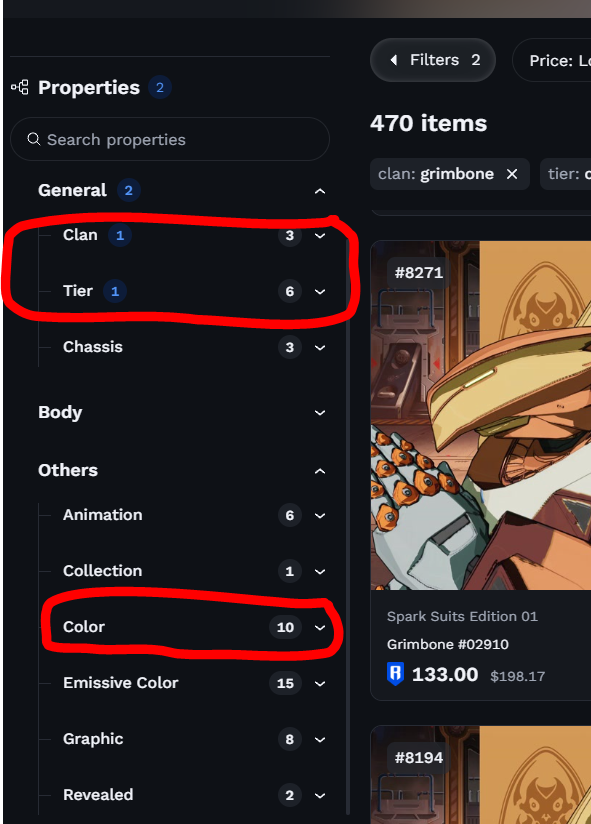 Properties 2
Search properties
General 2
Clan 1 3
Tier 1 6
Chassis 3
Body
Others
Animation 6
Collection 1
Color 10
Emissive Color 15
Graphic 8
Revealed 2
Filters 2
Price: Lo
470 items
clan: grimbone
tier:
#8271
Spark Suits Edition 01
Grimbone #02910
133.00 $198.17
#8194